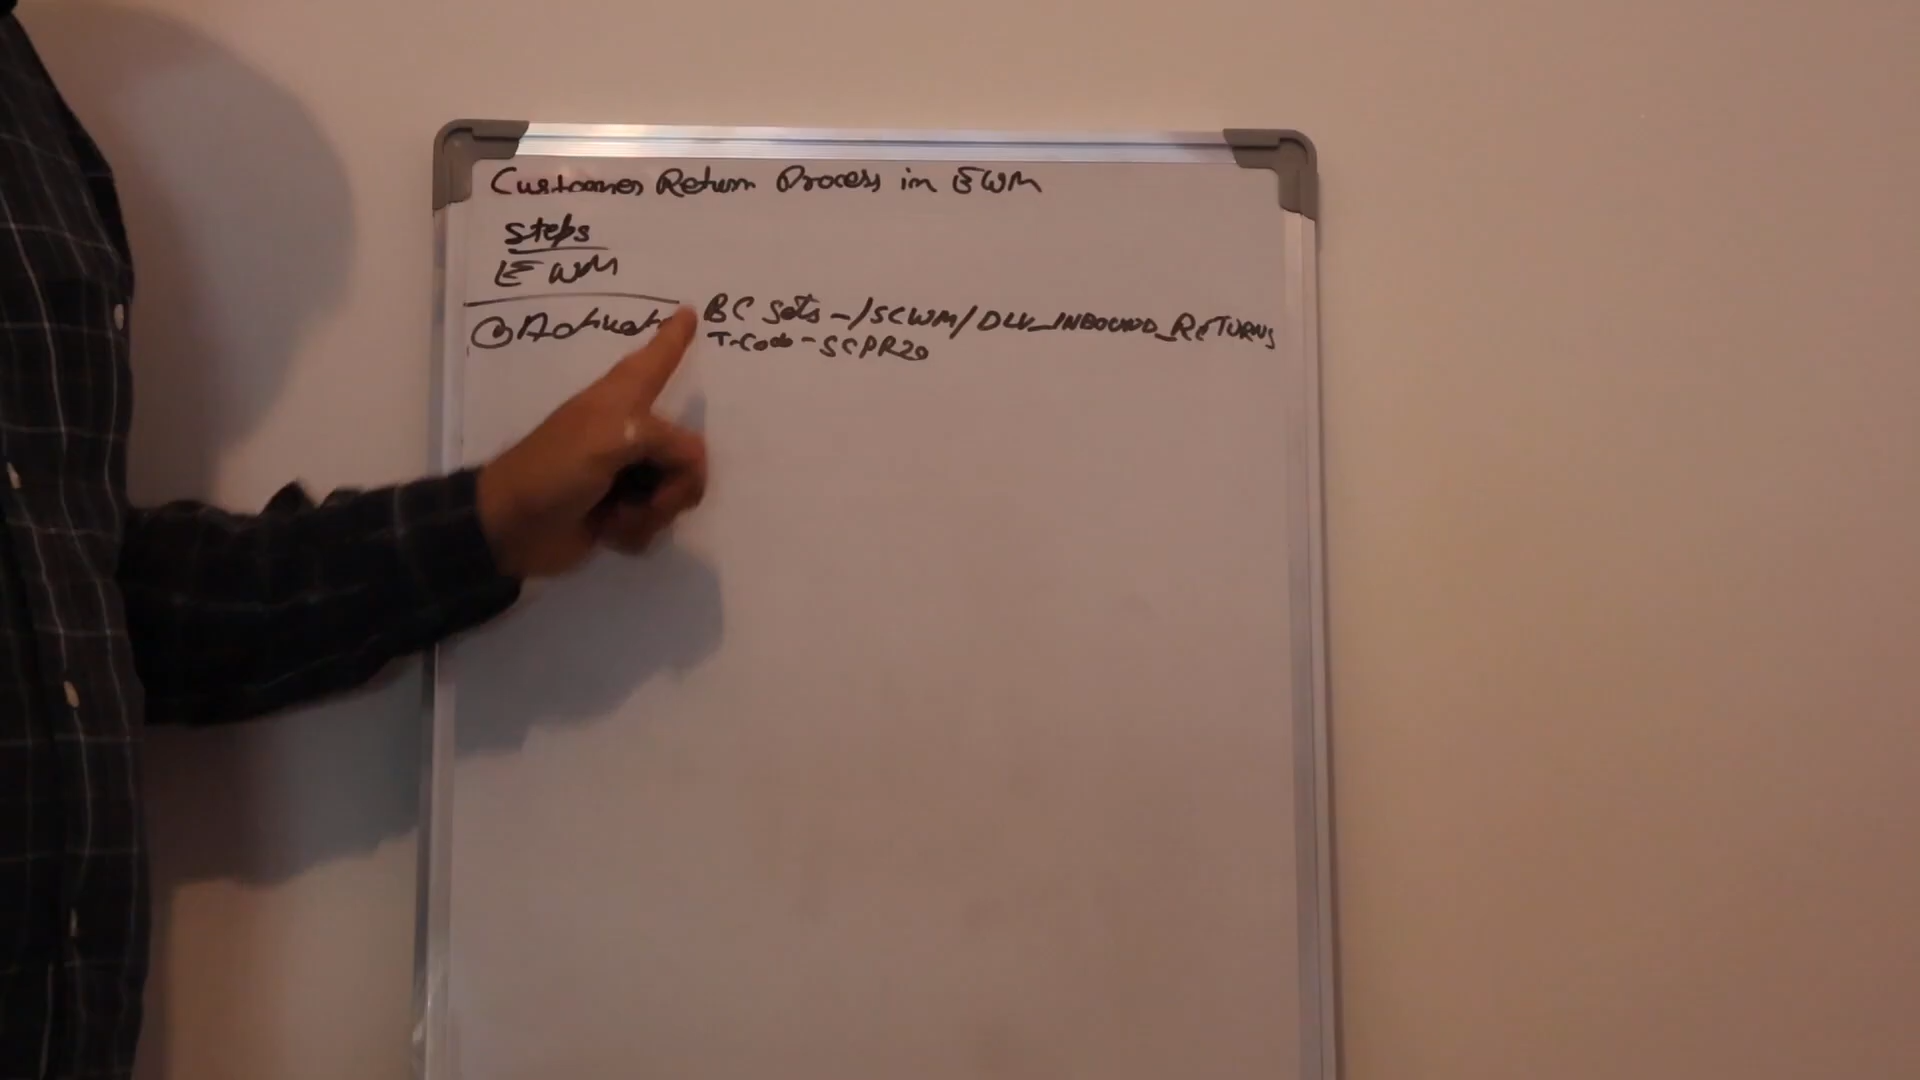 Customer Return Process in EWM
Steps
EWM
① Activate BC Sets - /SCWM/DLV_INBOUND_RETURNS
T-Code - SCPR20